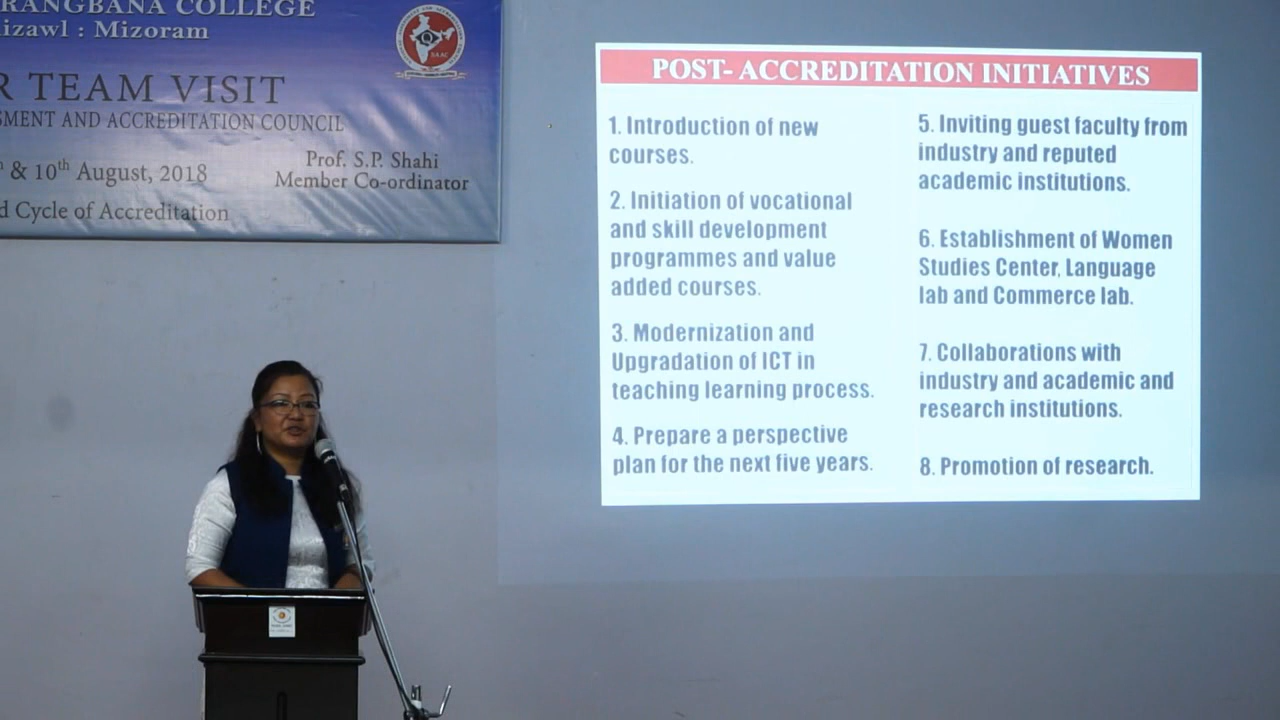 RANGBANA COLLEGE
izawl : Mizoram
R TEAM VISIT
SMENT AND ACCREDITATION COUNCIL
& 10th August, 2018
Prof. S.P. Shahi
Member Co-ordinator
d Cycle of Accreditation
POST- ACCREDITATION INITIATIVES
1. Introduction of new
courses.
2. Initiation of vocational
and skill development
programmes and value
added courses.
3. Modernization and
Upgradation of ICT in
teaching learning process.
4. Prepare a perspective
plan for the next five years.
5. Inviting guest faculty from
industry and reputed
academic institutions.
6. Establishment of Women
Studies Center, Language
lab and Commerce lab.
7. Collaborations with
industry and academic and
research institutions.
8. Promotion of research.